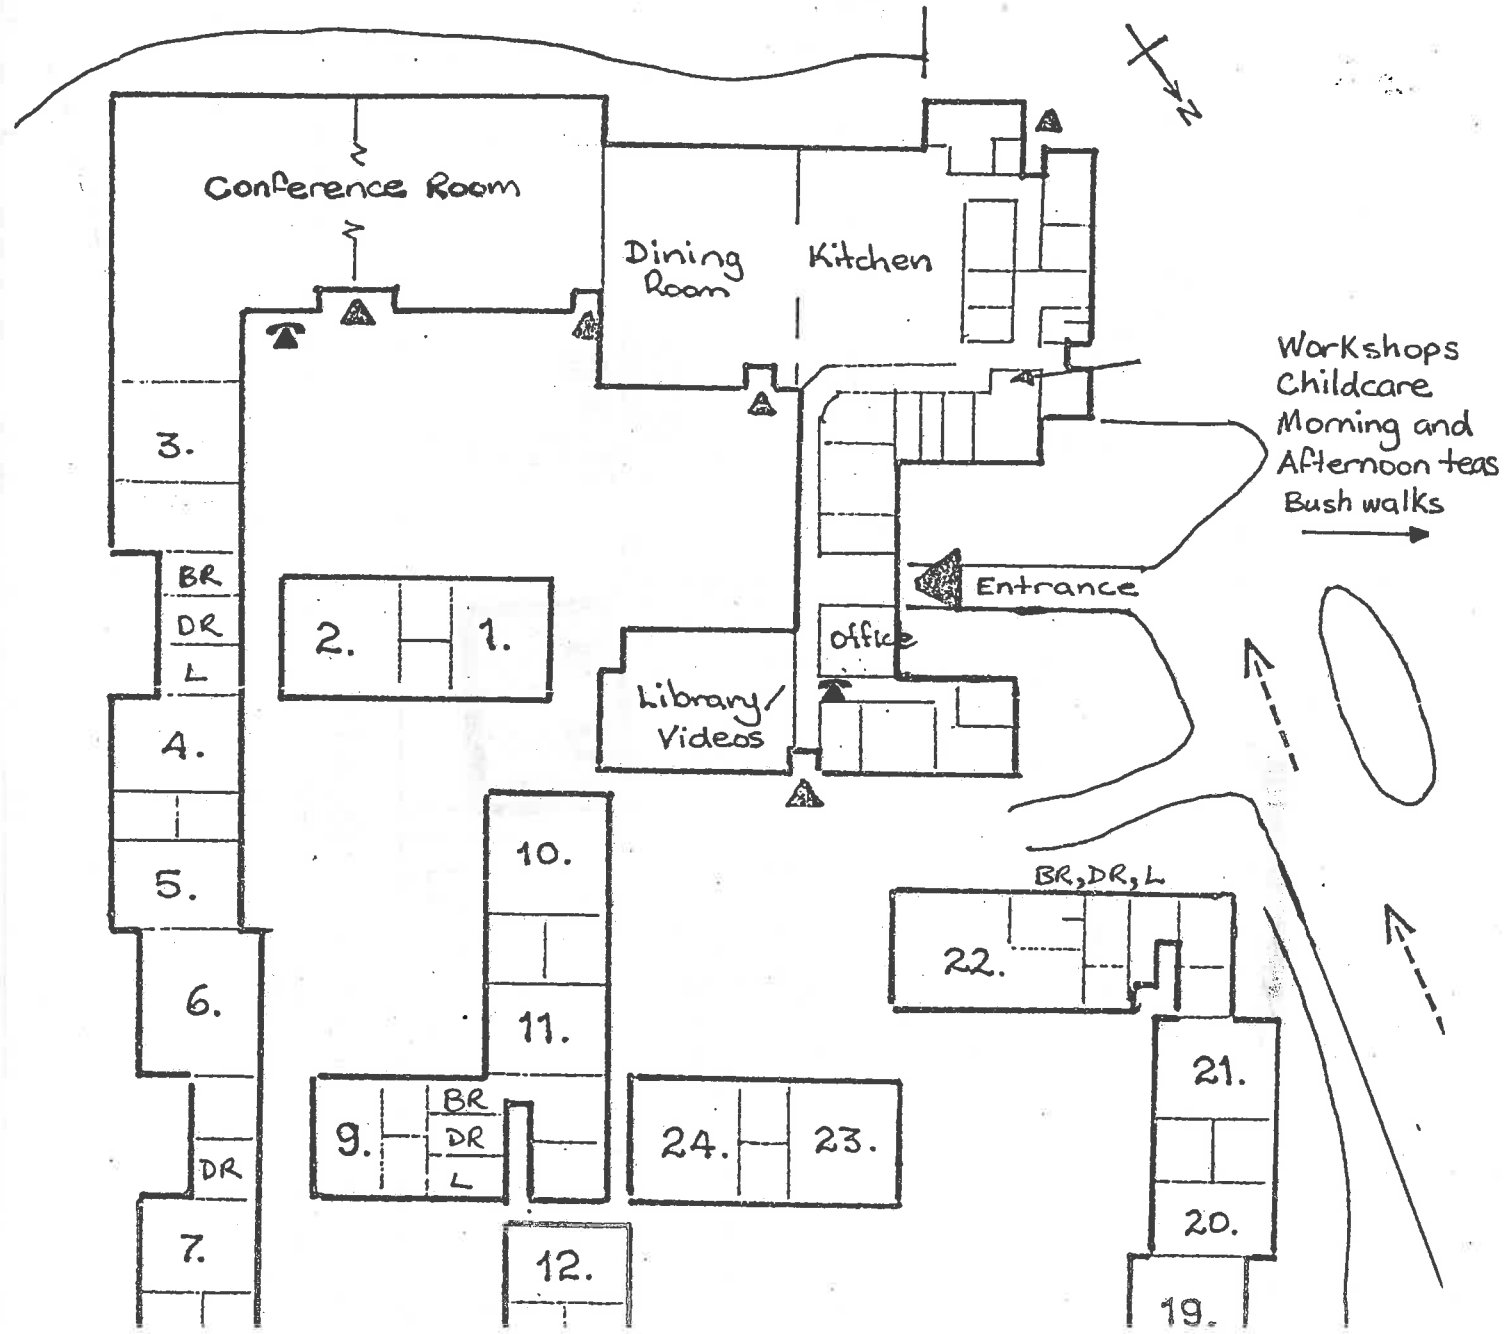 N
Conference Room
Dining
Room
Kitchen
Workshops
Childcare
Morning and
Afternoon teas
Bush walks
3.
BR
DR
L
2.
1.
Entrance
Office
Library/
Videos
4.
5.
10.
BR, DR, L
22.
6.
11.
21.
9.
BR
DR
L
24.
23.
DR
20.
7.
12.
19.